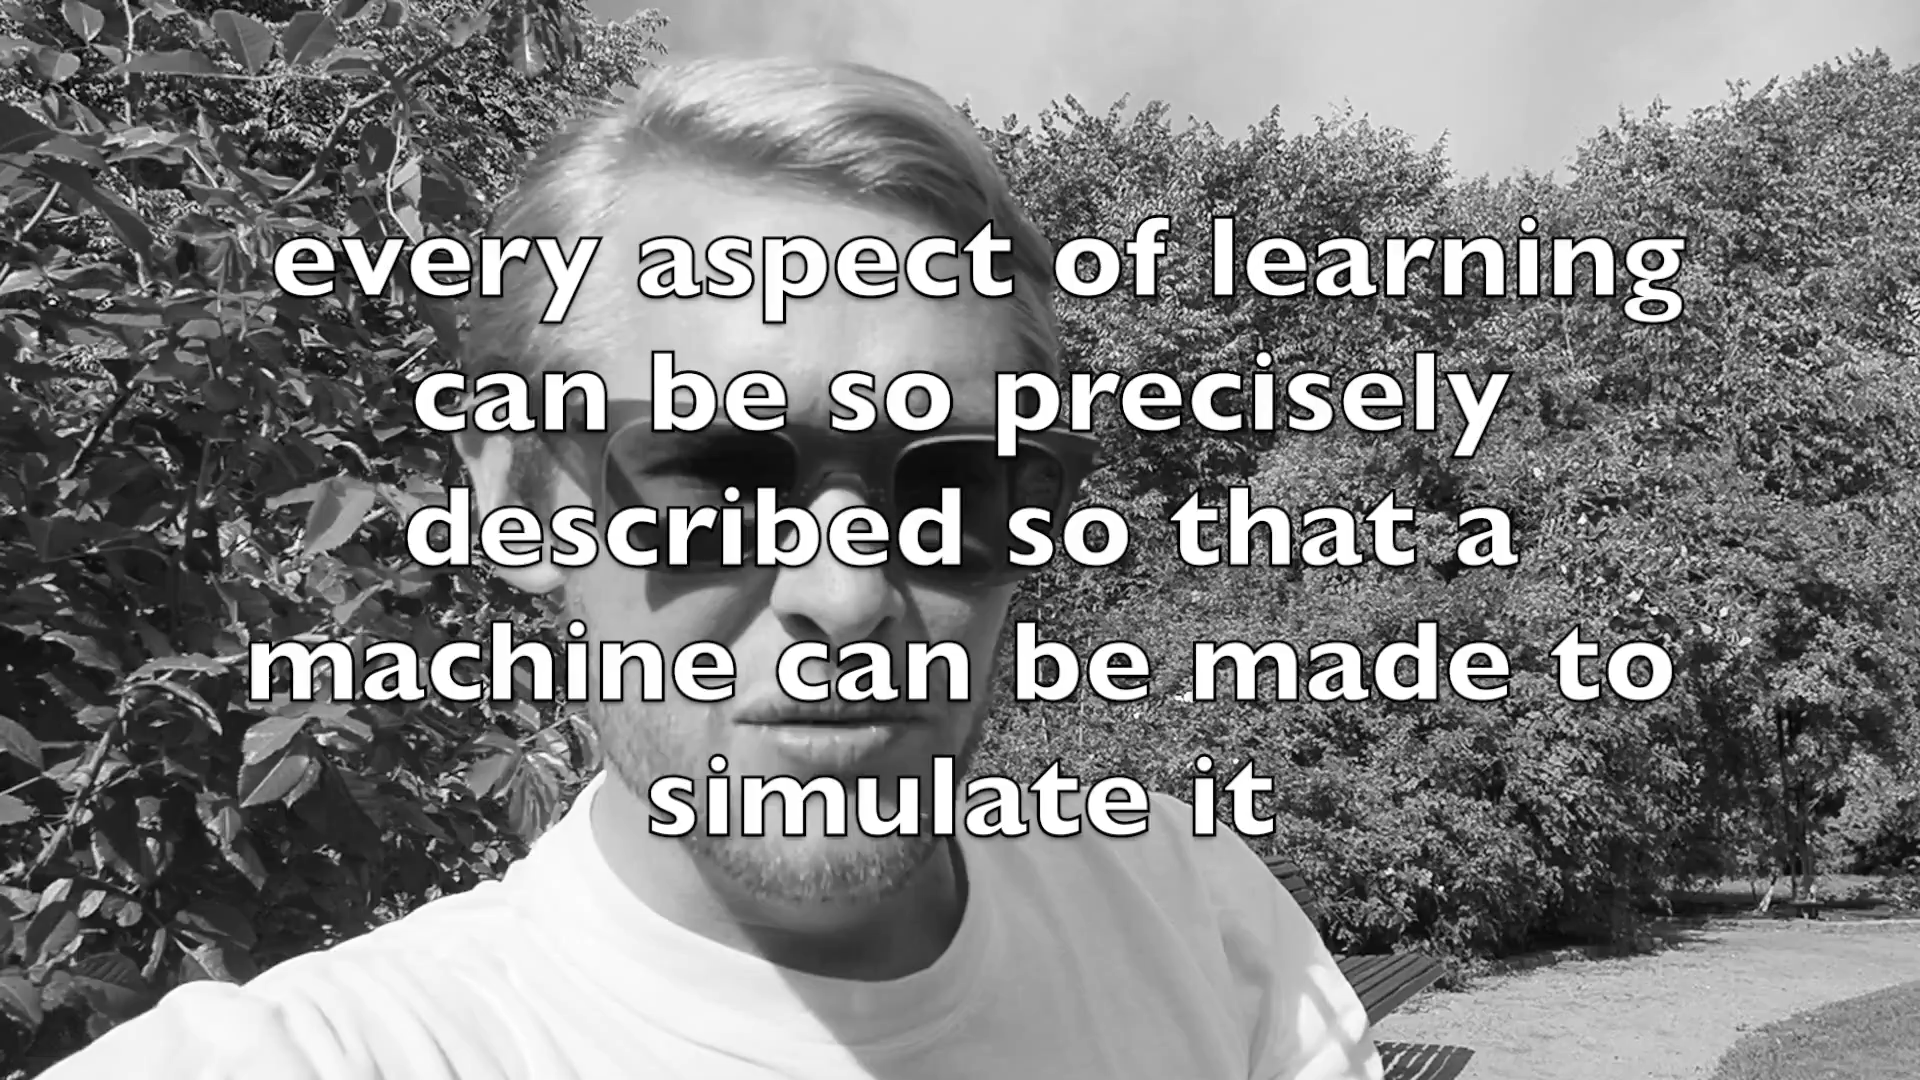 every aspect of learning
can be so precisely
described so that a
machine can be made to
simulate it